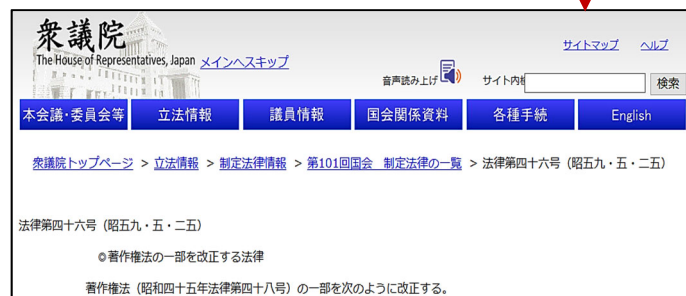 衆議院
The House of Representatives, Japan メインへスキップ
サイトマップ ヘルプ
音声読み上げ サイト内検 検索
本会議・委員会等 立法情報 議員情報 国会関係資料 各種手続 English
衆議院トップページ > 立法情報 > 制定法律情報 > 第101回国会 制定法律の一覧 > 法律第四十六号（昭五九・五・二五）
法律第四十六号（昭五九・五・二五）
◎著作権法の一部を改正する法律
著作権法（昭和四十五年法律第四十八号）の一部を次のように改正する。